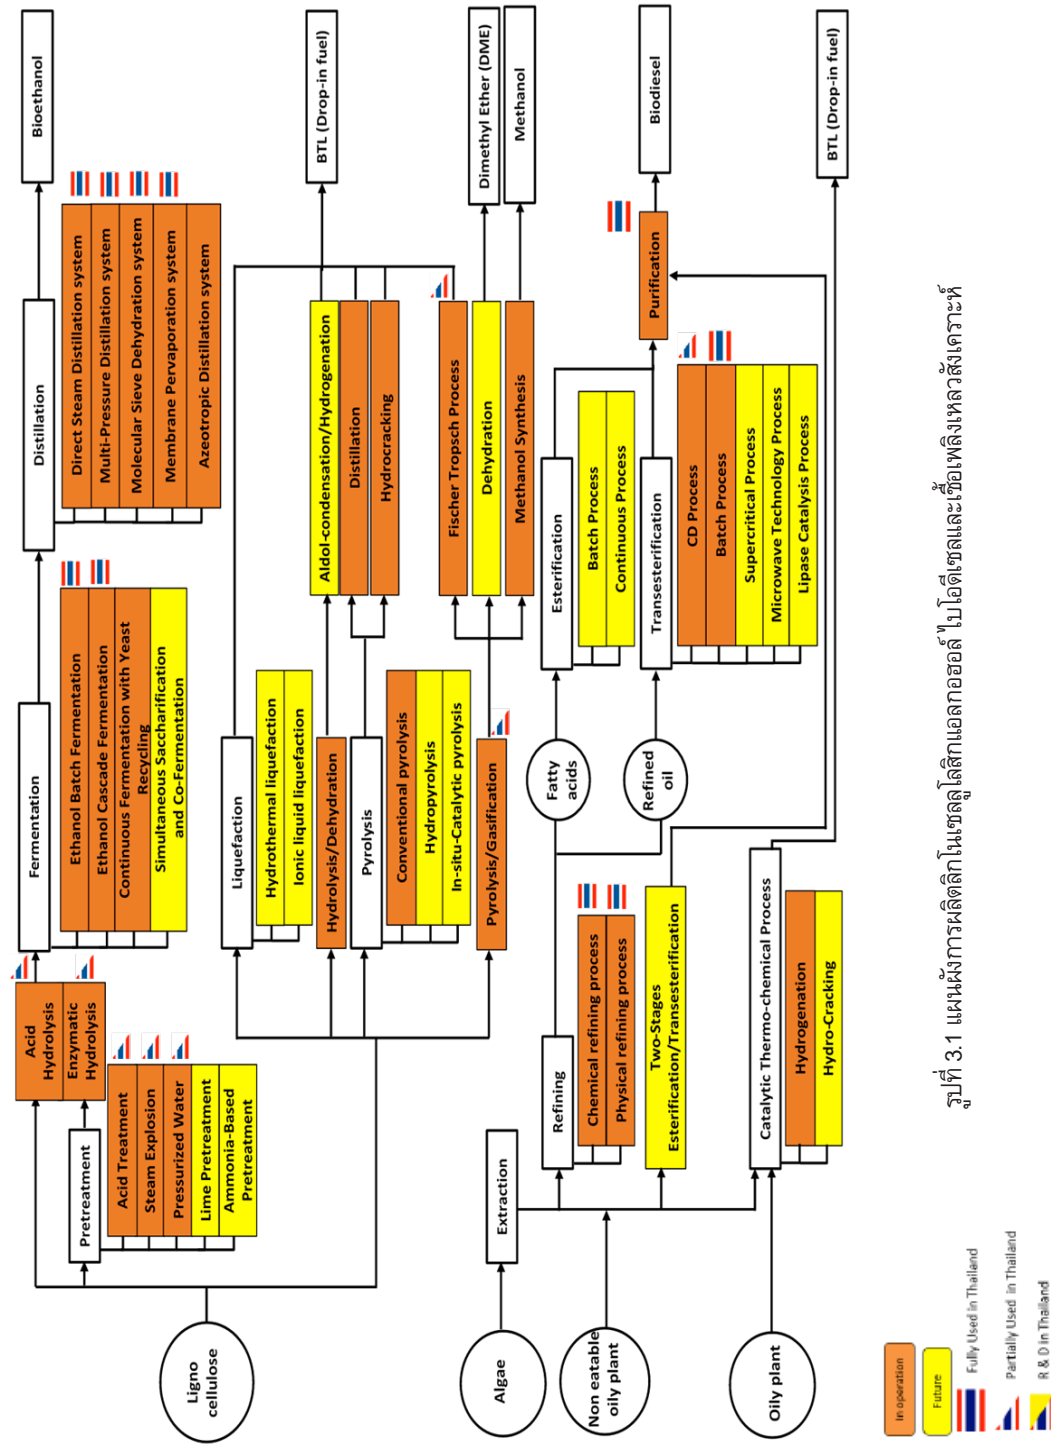 Ligno
cellulose
Pretreatment
Acid Treatment
Steam Explosion
Pressurized Water
Lime Pretreatment
Ammonia-Based
Pretreatment
Acid
Hydrolysis
Enzymatic
Hydrolysis
Fermentation
Ethanol Batch Fermentation
Ethanol Cascade Fermentation
Continuous Fermentation with Yeast
Recycling
Simultaneous Saccharification
and Co-Fermentation
Distillation
Direct Steam Distillation system
Multi-Pressure Distillation system
Molecular Sieve Dehydration system
Membrane Pervaporation system
Azeotropic Distillation system
Bioethanol
Liquefaction
Hydrothermal liquefaction
Ionic liquid liquefaction
Hydrolysis/Dehydration
Pyrolysis
Conventional pyrolysis
Hydropyrolysis
In-situ-Catalytic pyrolysis
Pyrolysis/Gasification
Aldol-condensation/Hydrogenation
Distillation
Hydrocracking
Fischer Tropsch Process
Dehydration
Methanol Synthesis
BTL (Drop-in fuel)
Dimethyl Ether (DME)
Methanol
Algae
Non eatable
oily plant
Oily plant
Extraction
Refining
Chemical refining process
Physical refining process
Two-Stages
Esterification/Transesterification
Catalytic Thermo-chemical Process
Hydrogenation
Hydro-Cracking
Fatty
acids
Refined
oil
Esterification
Batch Process
Continuous Process
Transesterification
CD Process
Batch Process
Supercritical Process
Microwave Technology Process
Lipase Catalysis Process
Purification
Biodiesel
BTL (Drop-in fuel)
In operation
Future
Fully Used in Thailand
Partially Used in Thailand
R & D in Thailand
รูปที่ 3.1 แผนผังการผลิตลิกโนเซลลูโลสิกแอลกอฮอล์ ไบโอดีเซลและเชื้อเพลิงเหลวสังเคราะห์